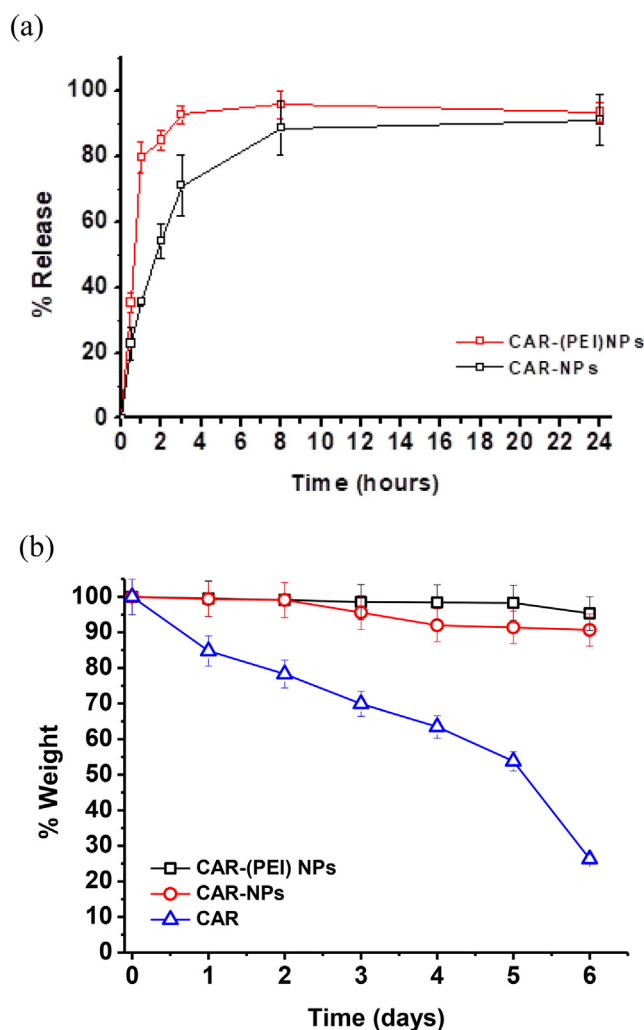 (a)
100
80
60
40
20
0
% Release
CAR-(PEI)NPs
CAR-NPs
0 2 4 6 8 10 12 14 16 18 20 22 24
Time (hours)
(b)
100
90
80
70
60
50
40
30
20
10
0
% Weight
CAR-(PEI) NPs
CAR-NPs
CAR
0 1 2 3 4 5 6
Time (days)